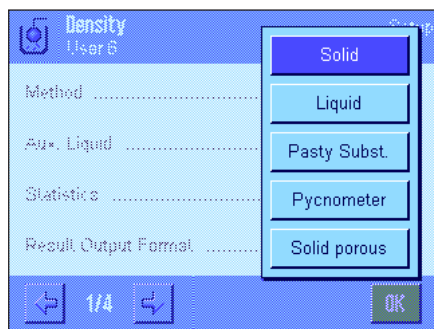 Density
User 6
Setup
Method ..................
Aux. Liquid ..................
Statistics ..................
Result Output Format ........
Solid
Liquid
Pasty Subst.
Pycnometer
Solid porous
1/4
OK